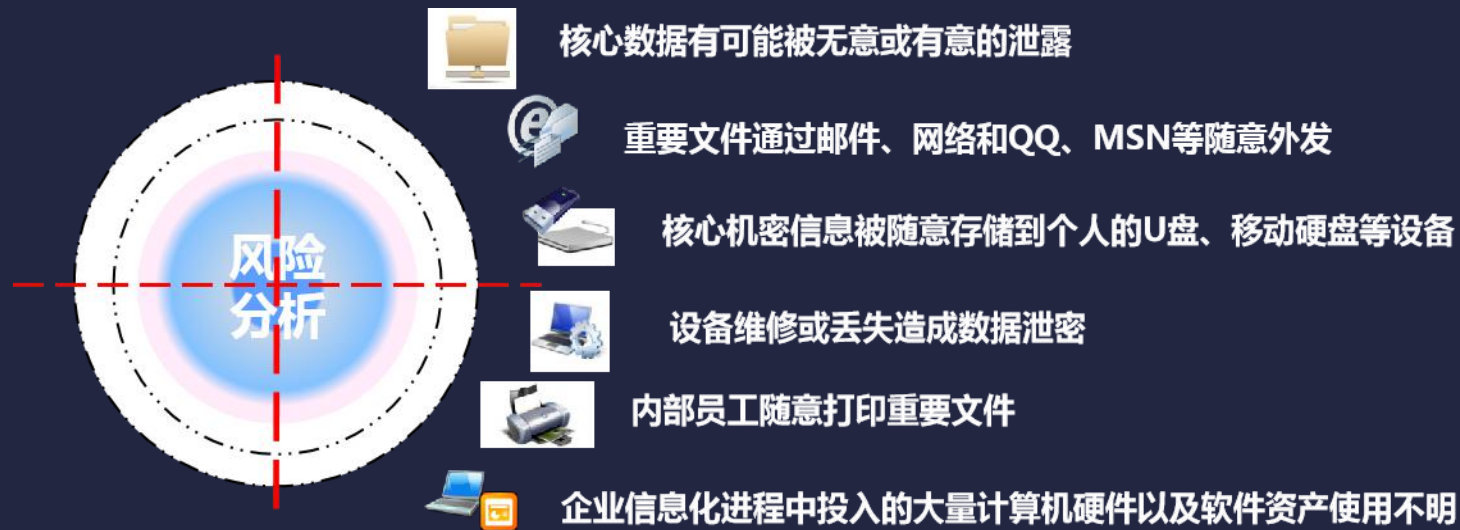 核心数据有可能被无意或有意的泄露
重要文件通过邮件、网络和QQ、MSN等随意外发
核心机密信息被随意存储到个人的U盘、移动硬盘等设备
风险
分析
设备维修或丢失造成数据泄密
内部员工随意打印重要文件
企业信息化进程中投入的大量计算机硬件以及软件资产使用不明